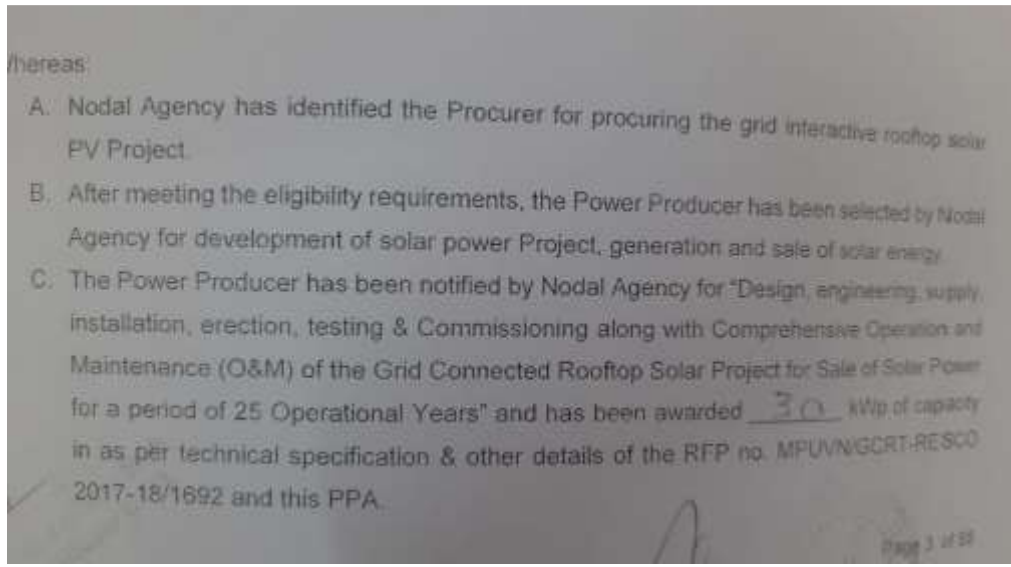 Whereas:
A. Nodal Agency has identified the Procurer for procuring the grid interactive rooftop solar
PV Project.
B. After meeting the eligibility requirements, the Power Producer has been selected by Nodal
Agency for development of solar power Project, generation and sale of solar energy.
C. The Power Producer has been notified by Nodal Agency for "Design, engineering, supply,
installation, erection, testing & Commissioning along with Comprehensive Operation and
Maintenance (O&M) of the Grid Connected Rooftop Solar Project for Sale of Solar Power
for a period of 25 Operational Years" and has been awarded 30 kWp of capacity
in as per technical specification & other details of the RFP no. MPUVN/GCRT-RESCO
2017-18/1692 and this PPA.
Page 3 of